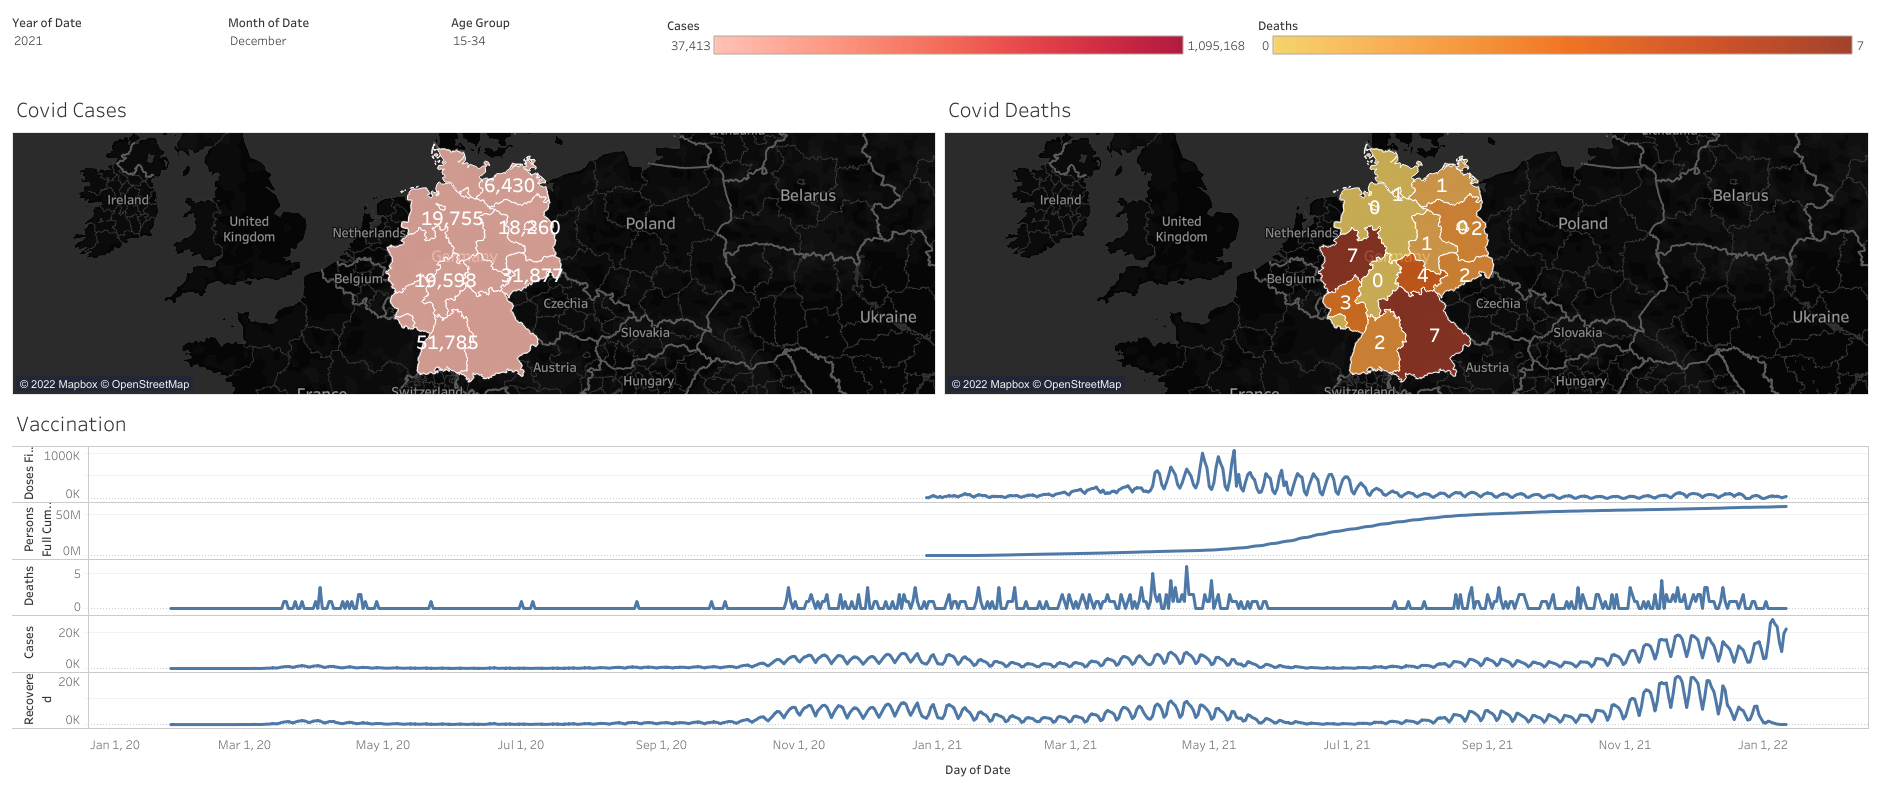 Year of Date
2021
Month of Date
December
Age Group
15-34
Cases
37,413
1,095,168
Deaths
0
7
Covid Cases
Covid Deaths
Ireland
United
Kingdom
Netherlands
Belgium
Germany
Poland
Belarus
Czechia
Slovakia
Ukraine
Austria
Hungary
Switzerland
France
6,430
19,755
18,260
19,598
31,877
51,785
© 2022 Mapbox © OpenStreetMap
Lithuania
Ireland
United
Kingdom
Netherlands
Belgium
Germany
Poland
Belarus
Czechia
Slovakia
Ukraine
Austria
Hungary
Switzerland
France
1
1
0
2
7
1
0
4
2
3
2
7
© 2022 Mapbox © OpenStreetMap
Vaccination
Doses Fi..
1000K
0K
Persons
Full Cum..
50M
0M
Deaths
5
0
Cases
20K
0K
Recovere
d
20K
0K
Jan 1, 20
Mar 1, 20
May 1, 20
Jul 1, 20
Sep 1, 20
Nov 1, 20
Jan 1, 21
Mar 1, 21
May 1, 21
Jul 1, 21
Sep 1, 21
Nov 1, 21
Jan 1, 22
Day of Date